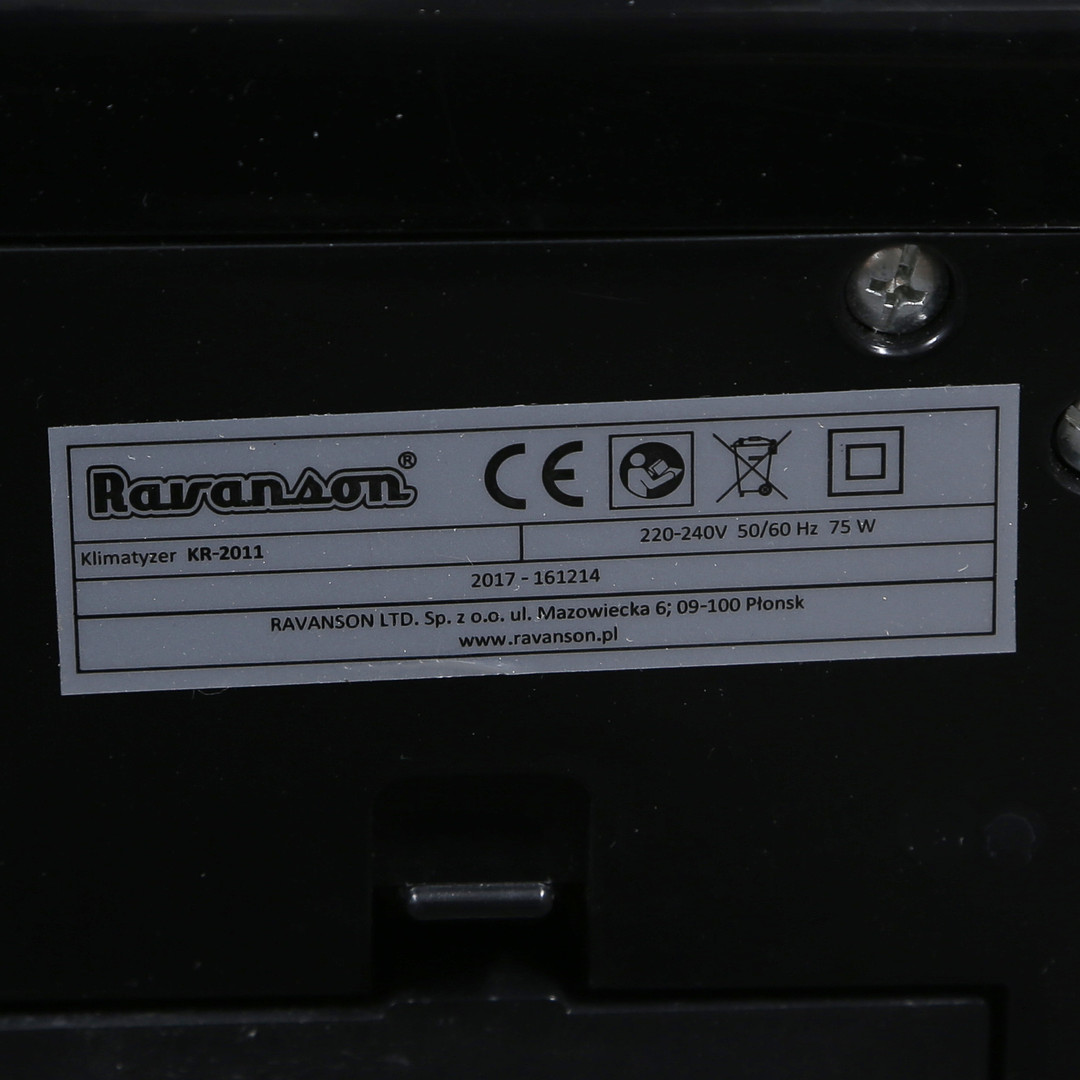 Ravanson®
CE
Klimatyzer KR-2011
220-240V 50/60 Hz 75 W
2017 - 161214
RAVANSON LTD. Sp. z o.o. ul. Mazowiecka 6; 09-100 Płonsk
www.ravanson.pl